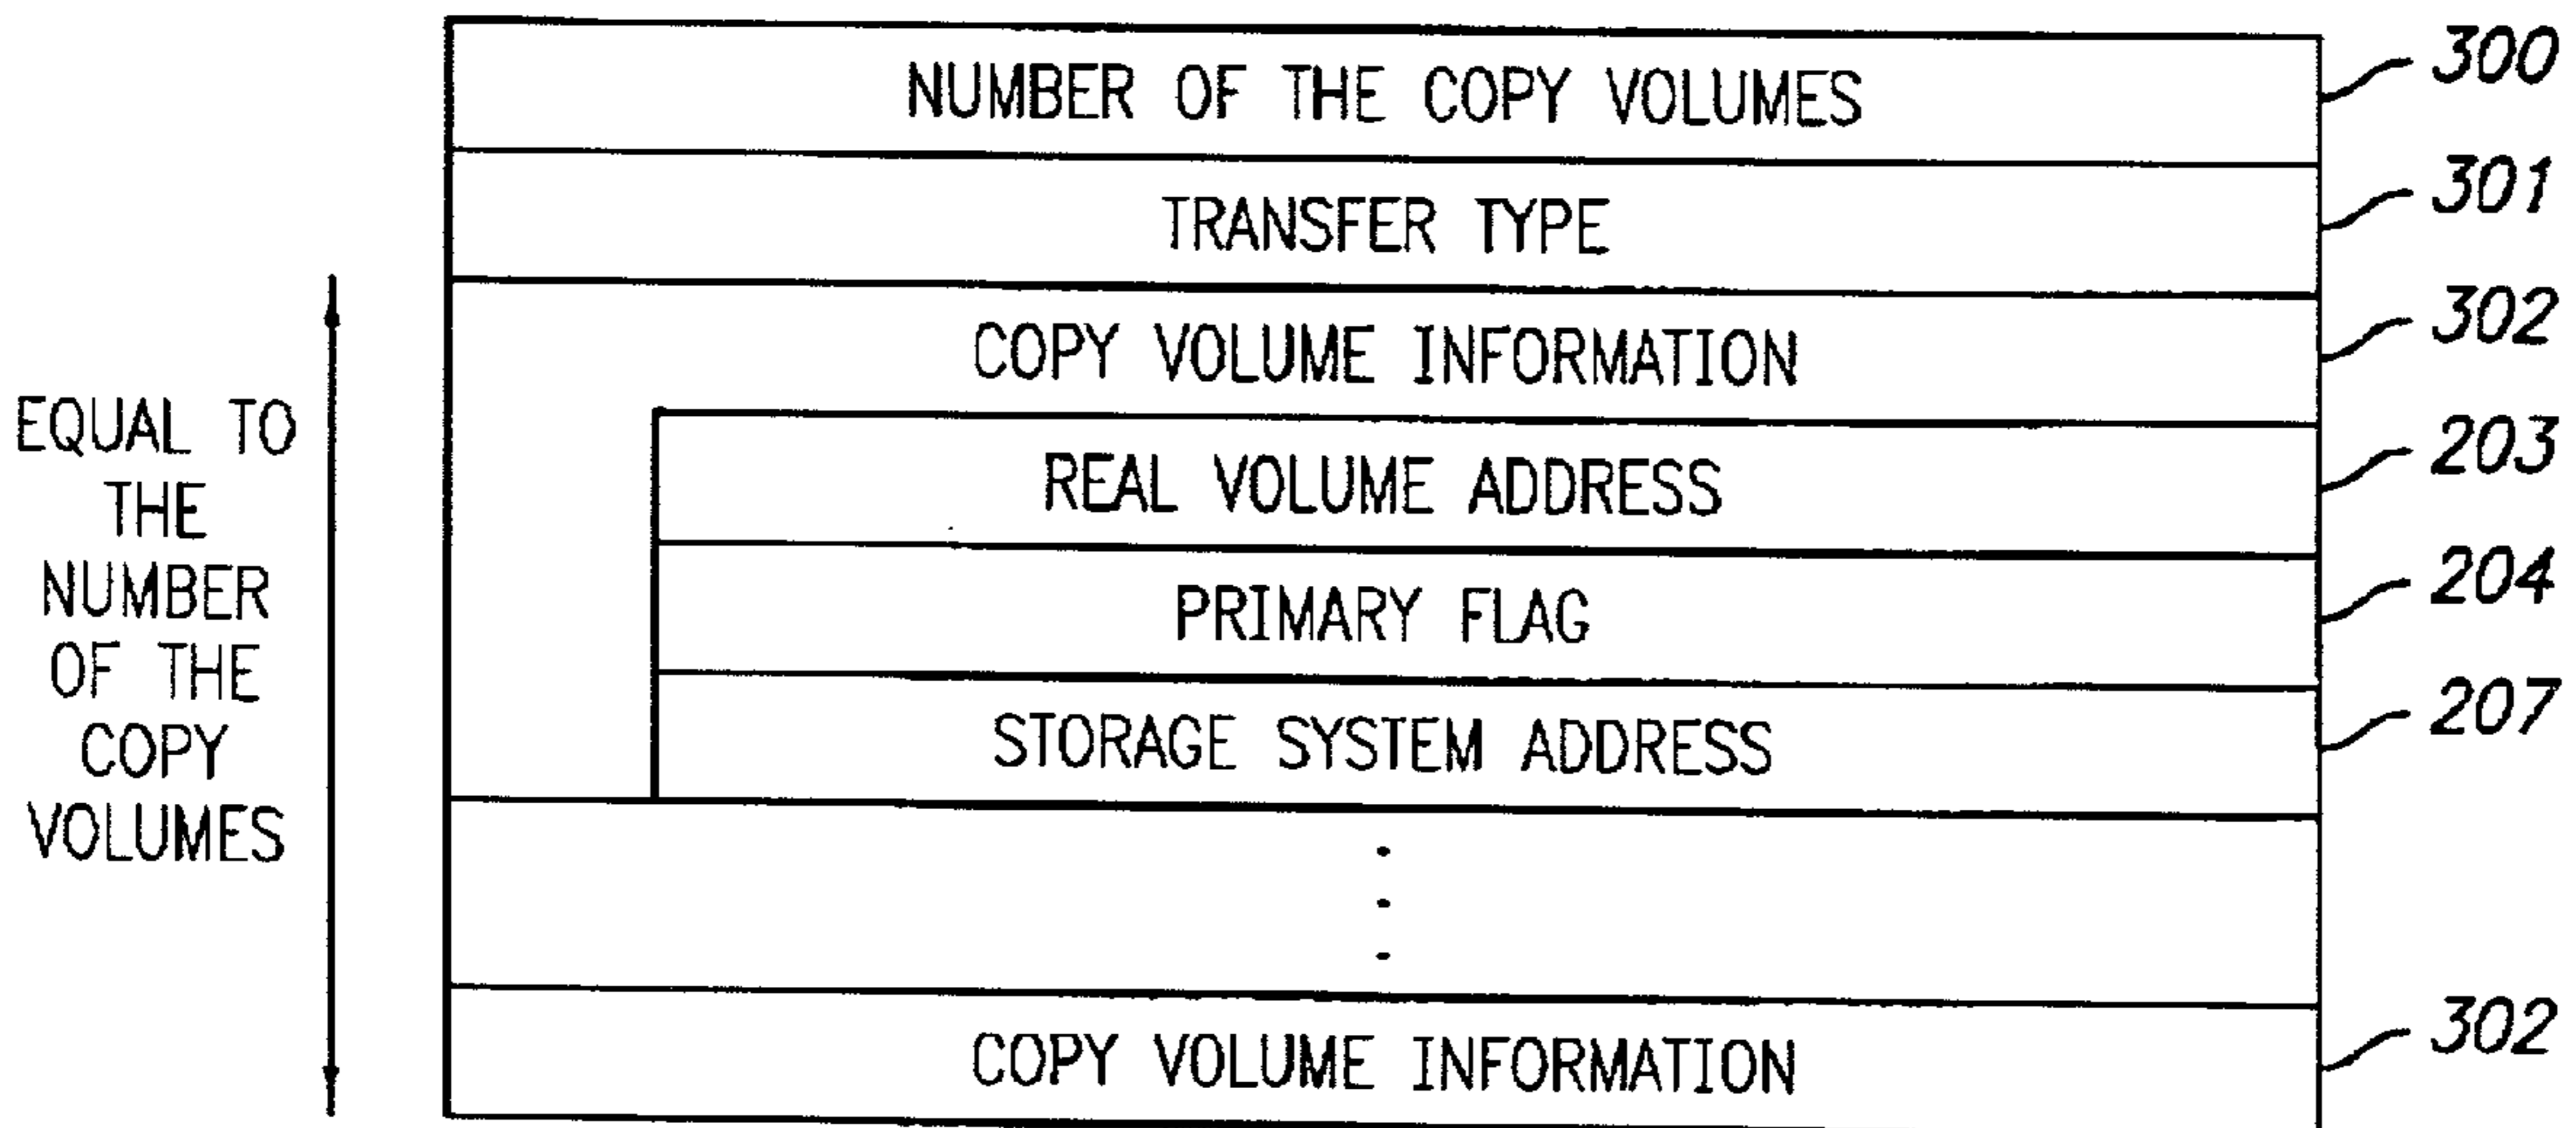 NUMBER OF THE COPY VOLUMES 300
TRANSFER TYPE 301
COPY VOLUME INFORMATION 302
REAL VOLUME ADDRESS 203
PRIMARY FLAG 204
STORAGE SYSTEM ADDRESS 207
COPY VOLUME INFORMATION 302
EQUAL TO
THE
NUMBER
OF THE
COPY
VOLUMES